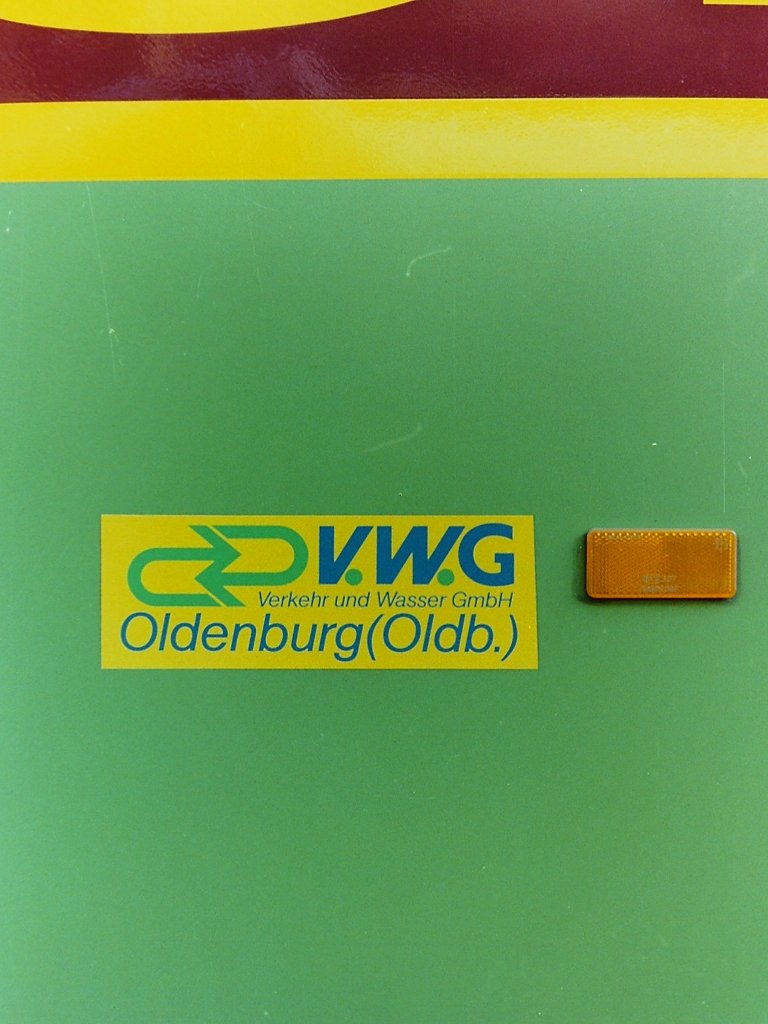 V.W.G
Verkehr und Wasser GmbH
Oldenburg(Oldb.)